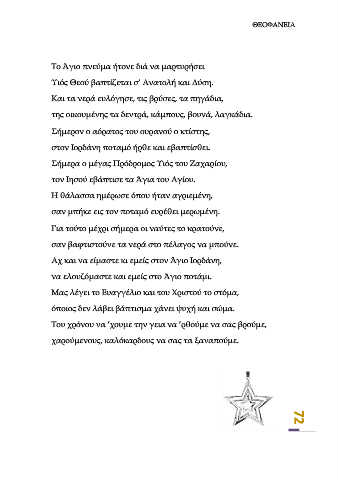 ΘΕΟΦΑΝΕΙΑ
Το Άγιο πνεύμα ήτονε διά να μαρτυρήσει
Υιός Θεού βαπτίζεται σ' Ανατολή και Δύση.
Και τα νερά ευλόγησε, τις βρύσες, τα πηγάδια,
της οικουμένης τα δεντρά, κάμπους, βουνά, λαγκάδια.
Σήμερον ο αόρατος του ουρανού ο κτίστης,
στον Ιορδάνη ποταμό ήρθε και εβαπτίσθει.
Σήμερα ο μέγας Πρόδρομος Υιός του Ζαχαρίου,
τον Ιησού εβάπτισε τα Άγια του Αγίου.
Η θάλασσα ημέρωσε όπου ήταν αγριεμένη,
σαν μπήκε εις τον ποταμό ευρέθει μερωμένη.
Για τούτο μέχρι σήμερα οι ναύτες το κρατούνε,
σαν βαφτιστούνε τα νερά στο πέλαγος να μπούνε.
Αχ και να είμαστε κι εμείς στον Άγιο Ιορδάνη,
να ελουζόμαστε και εμείς στο Άγιο ποτάμι.
Μας λέγει το Ευαγγέλιο και του Χριστού το στόμα,
όποιος δεν λάβει βάπτισμα χάνει ψυχή και σώμα.
Του χρόνου να 'χουμε την γεια να 'ρθούμε να σας βρούμε,
χαρούμενους, καλόκαρδους να σας τα ξαναπούμε.
72